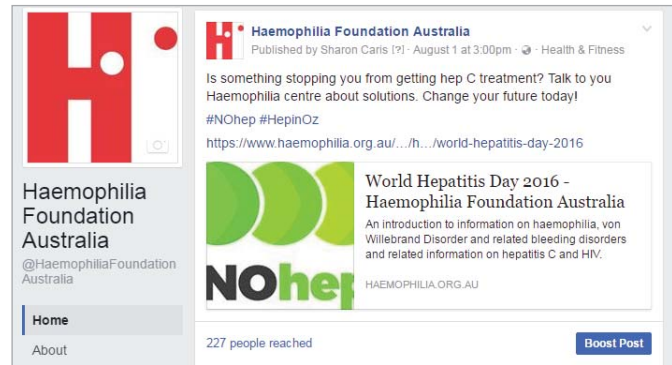 Haemophilia
Foundation
Australia
@HaemophiliaFoundation
Australia
Home
About
Haemophilia Foundation Australia
Published by Sharon Caris [?] · August 1 at 3:00pm · Health & Fitness
Is something stopping you from getting hep C treatment? Talk to you
Haemophilia centre about solutions. Change your future today!
#NOhep #HepinOz
https://www.haemophilia.org.au/…/h…/world-hepatitis-day-2016
NOhep
World Hepatitis Day 2016 -
Haemophilia Foundation Australia
An introduction to information on haemophilia, von
Willebrand Disorder and related bleeding disorders
and related information on hepatitis C and HIV.
HAEMOPHILIA.ORG.AU
227 people reached
Boost Post